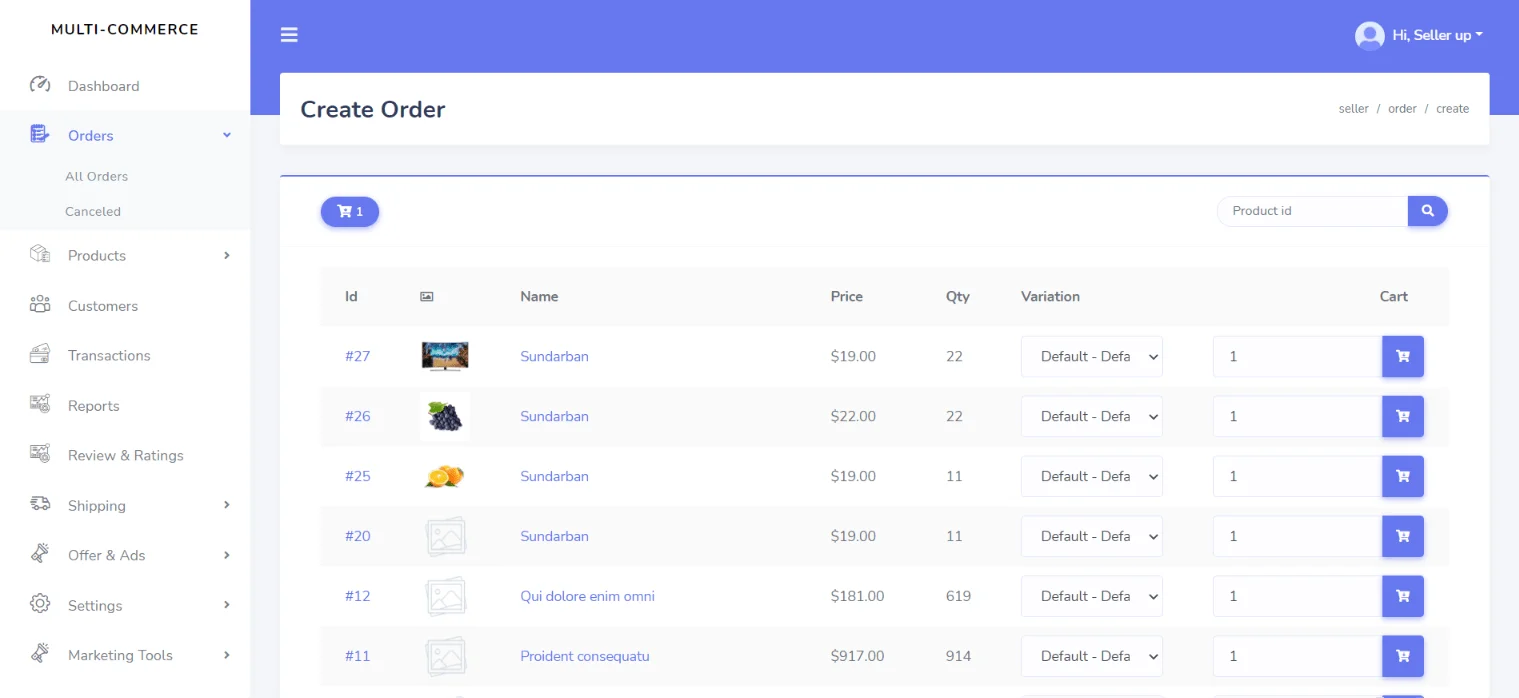 MULTI-COMMERCE
Dashboard
Orders
All Orders
Canceled
Products
Customers
Transactions
Reports
Review & Ratings
Shipping
Offer & Ads
Settings
Marketing Tools
Hi, Seller up
Create Order
seller / order / create
1
Product id
Id Name Price Qty Variation Cart
#27 Sundarban $19.00 22 Default - Defa 1
#26 Sundarban $22.00 22 Default - Defa 1
#25 Sundarban $19.00 11 Default - Defa 1
#20 Sundarban $19.00 11 Default - Defa 1
#12 Qui dolore enim omni $181.00 619 Default - Defa 1
#11 Proident consequatu $917.00 914 Default - Defa 1